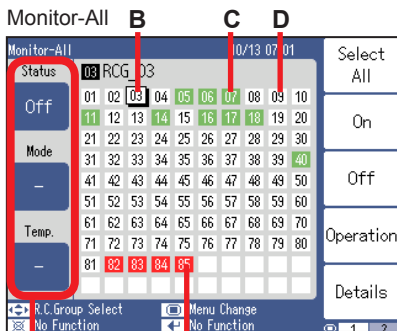 Monitor-All B C D
Monitor-All 10/13 07:01
Select All
Status
03 RCG_03
Off
01 02 03 04 05 06 07 08 09 10
11 12 13 14 15 16 17 18 19 20
On
21 22 23 24 25 26 27 28 29 30
Mode
31 32 33 34 35 36 37 38 39 40
–
41 42 43 44 45 46 47 48 49 50
Off
51 52 53 54 55 56 57 58 59 60
Temp.
61 62 63 64 65 66 67 68 69 70
Operation
71 72 73 74 75 76 77 78 79 80
–
81 82 83 84 85
Details
R.C.Group Select Menu Change
No Function No Function
1 2